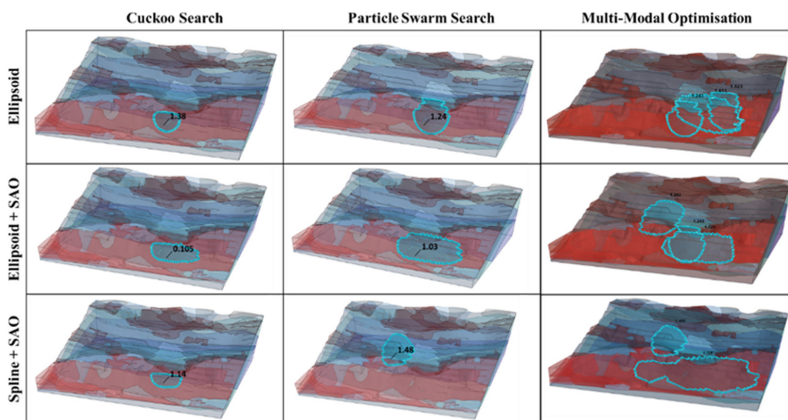 Cuckoo Search
Particle Swarm Search
Multi-Modal Optimisation
Ellipsoid
1.38
1.24
Ellipsoid + SAO
0.105
1.03
Spline + SAO
1.14
1.48